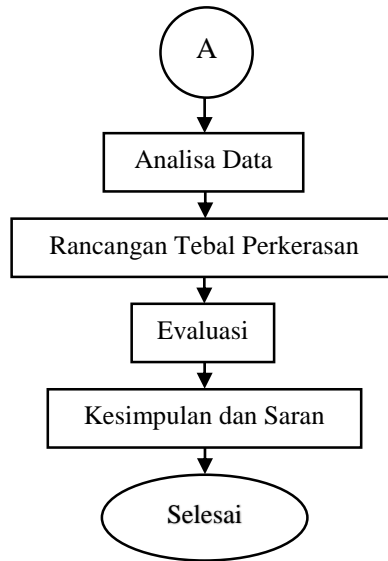 A
Analisa Data
Rancangan Tebal Perkerasan
Evaluasi
Kesimpulan dan Saran
Selesai